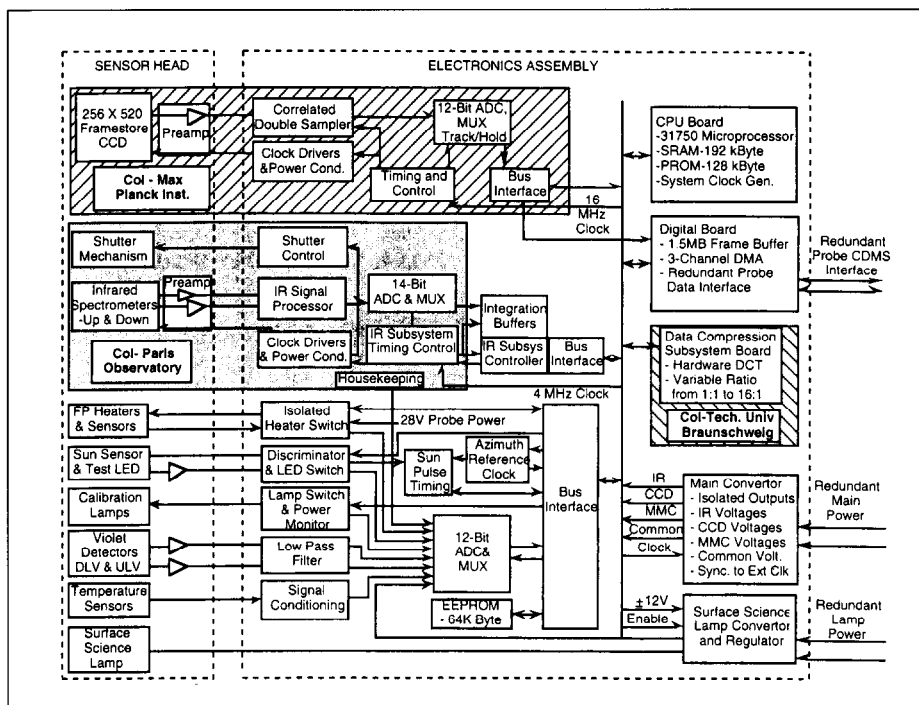 SENSOR HEAD
ELECTRONICS ASSEMBLY
256 X 520
Framestore
CCD
Preamp
Correlated
Double Sampler
12-Bit ADC,
MUX
Track/Hold
Clock Drivers
&Power Cond.
Timing and
Control
Bus
Interface
Col - Max
Planck Inst.
CPU Board
-31750 Microprocessor
-SRAM-192 kByte
-PROM-128 kByte
-System Clock Gen.
16
MHz
Clock
Digital Board
- 1.5MB Frame Buffer
- 3-Channel DMA
- Redundant Probe
Data Interface
Redundant
Probe CDMS
Interface
Shutter
Mechanism
Shutter
Control
Preamp
Infrared
Spectrometers
-Up & Down
IR Signal
Processor
14-Bit
ADC & MUX
Integration
Buffers
Clock Drivers
& Power Cond.
IR Subsystem
Timing Control
IR Subsys
Controller
Bus
Interface
Col- Paris
Observatory
Housekeeping
4 MHz Clock
Data Compression
Subsystem Board
- Hardware DCT
- Variable Ratio
from 1:1 to 16:1
Col-Tech. Univ
Braunschweig
FP Heaters
& Sensors
Isolated
Heater Switch
28V Probe Power
Sun Sensor
& Test LED
Discriminator
& LED Switch
Sun
Pulse
Timing
Azimuth
Reference
Clock
Bus
Interface
Calibration
Lamps
Lamp Switch
& Power
Monitor
Violet
Detectors
DLV & ULV
Low Pass
Filter
12-Bit
ADC&
MUX
Temperature
Sensors
Signal
Conditioning
EEPROM
- 64K Byte
Surface
Science
Lamp
IR
CCD
MMC
Common
Clock
Main Convertor
- Isolated Outputs
- IR Voltages
- CCD Voltages
- MMC Voltages
- Common Volt.
- Sync. to Ext Clk
Redundant
Main
Power
±12V
Enable
Surface Science
Lamp Convertor
and Regulator
Redundant
Lamp
Power